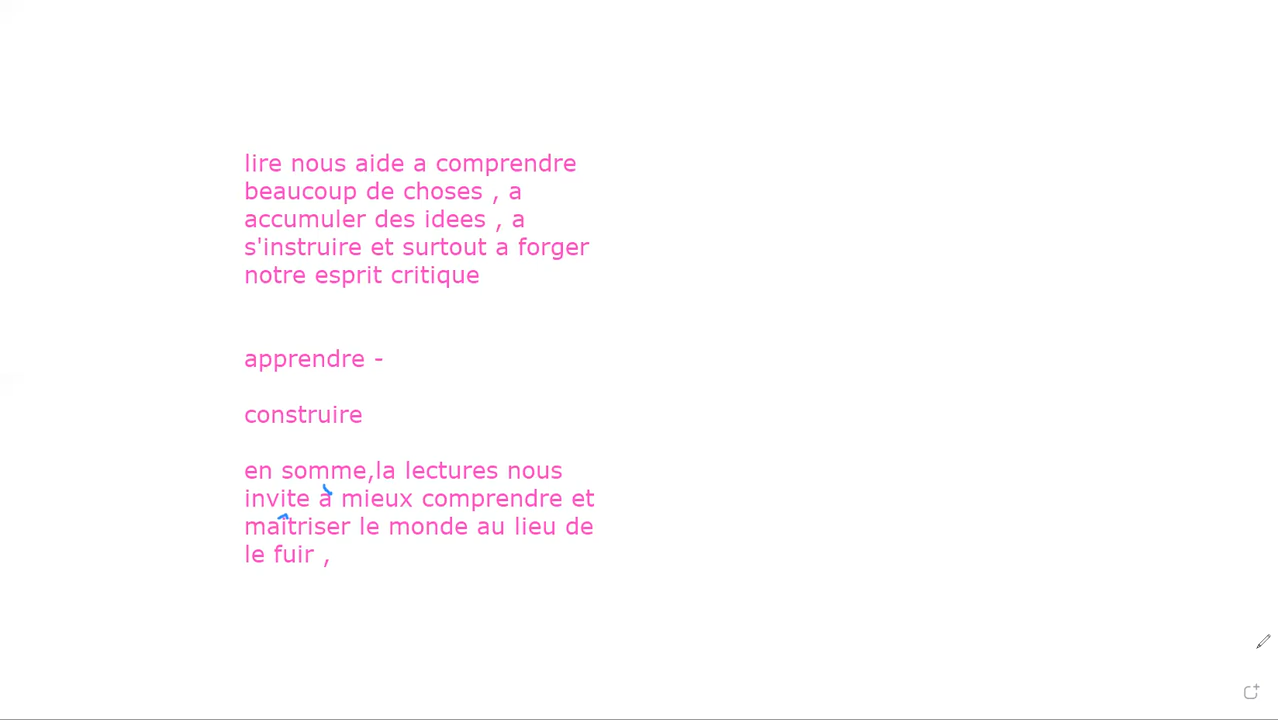 lire nous aide a comprendre
beaucoup de choses , a
accumuler des idees , a
s'instruire et surtout a forger
notre esprit critique
apprendre -
construire
en somme,la lectures nous
invite à mieux comprendre et
maîtriser le monde au lieu de
le fuir ,